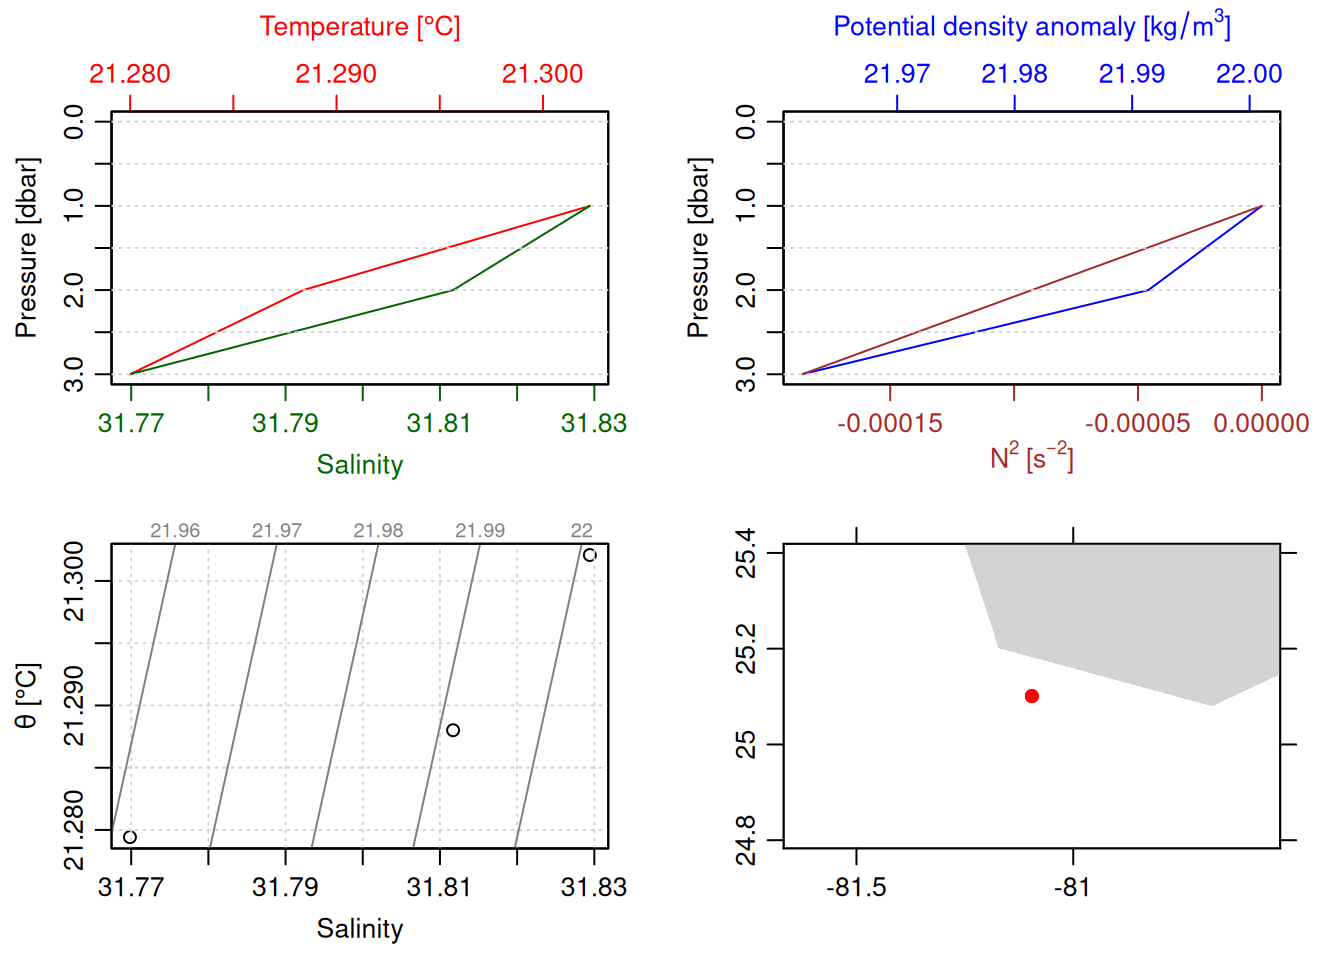 Temperature [°C]
21.280 21.290 21.300
Pressure [dbar]
0.0 1.0 2.0 3.0
31.77 31.79 31.81 31.83
Salinity
Potential density anomaly [kg/m³]
21.97 21.98 21.99 22.00
Pressure [dbar]
0.0 1.0 2.0 3.0
-0.00015 -0.00005 0.00000
N² [s⁻²]
21.96 21.97 21.98 21.99 22
θ [°C]
21.280 21.290 21.300
31.77 31.79 31.81 31.83
Salinity
24.8 25 25.2 25.4
-81.5 -81